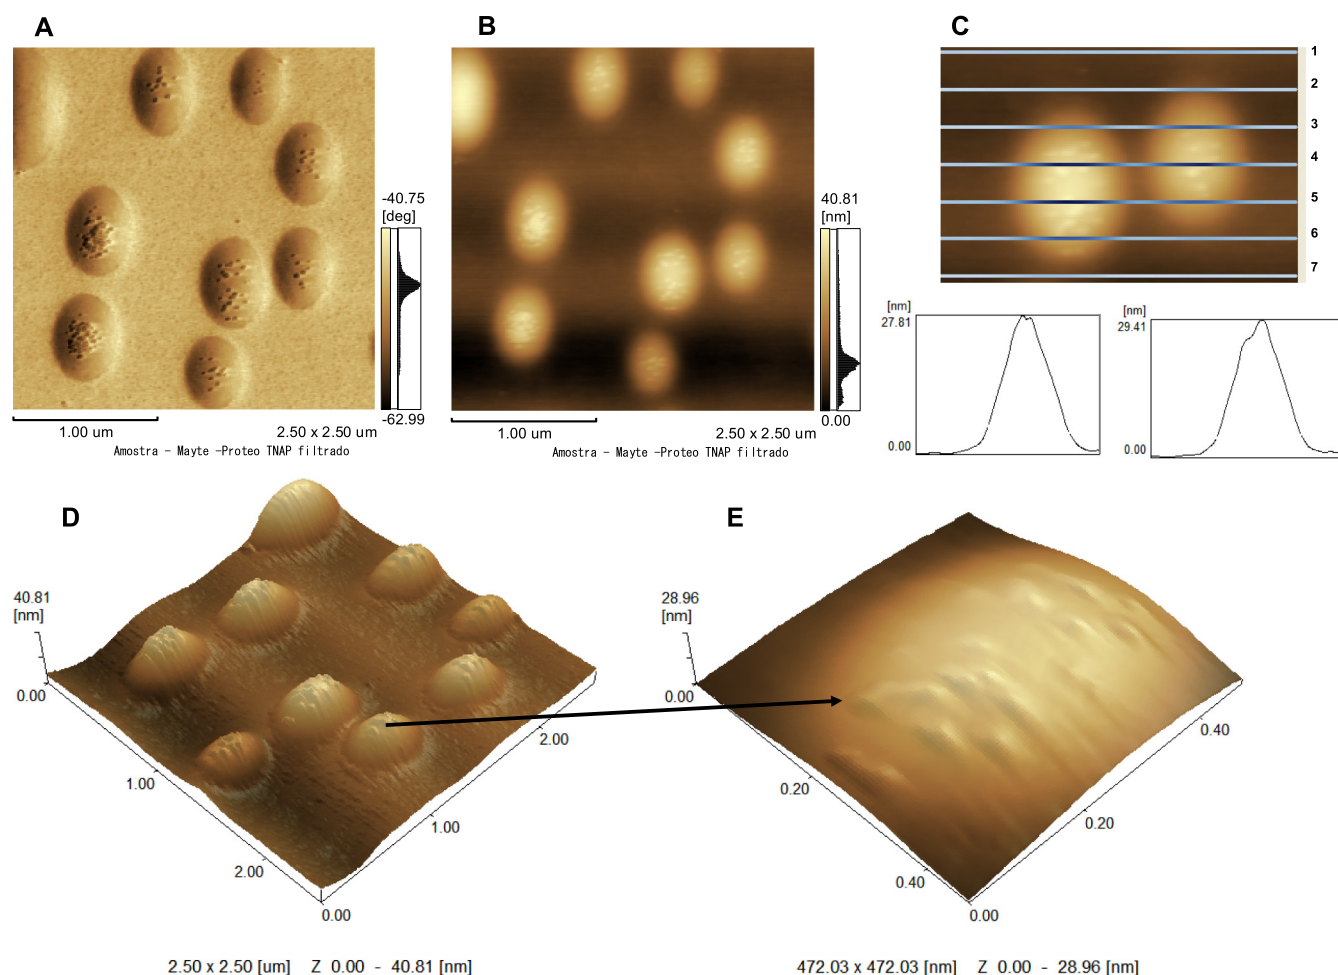 A
B
C
-40.75
[deg]
-62.99
1.00 um
2.50 x 2.50 um
Amostra - Mayte -Proteo TNAP filtrado
40.81
[nm]
0.00
1.00 um
2.50 x 2.50 um
Amostra - Mayte -Proteo TNAP filtrado
1
2
3
4
5
6
7
[nm]
27.81
0.00
[nm]
29.41
0.00
D
E
40.81
[nm]
0.00
1.00
2.00
0.00
1.00
2.00
2.50 x 2.50 [um] Z 0.00 - 40.81 [nm]
28.96
[nm]
0.00
0.20
0.40
0.00
0.20
0.40
472.03 x 472.03 [nm] Z 0.00 - 28.96 [nm]